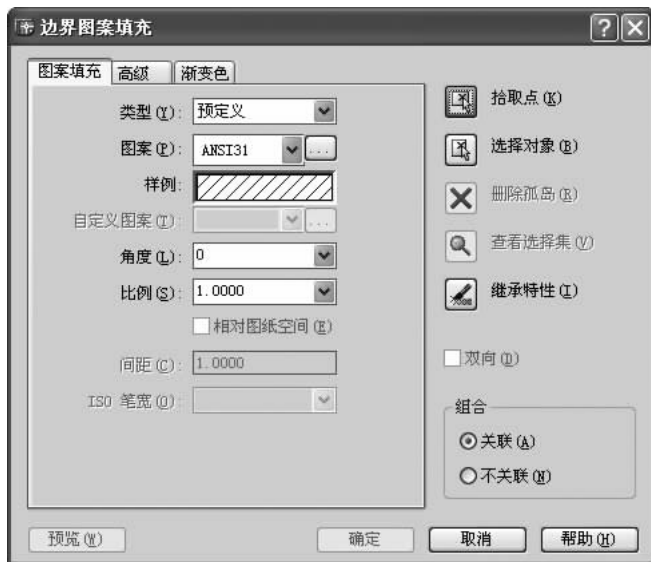 边界图案填充
图案填充 高级 渐变色
类型(Y): 预定义
图案(P): ANSI31 ...
样例:
自定义图案(T): ...
角度(L): 0
比例(S): 1.0000
相对图纸空间(E)
间距(C): 1.0000
ISO 笔宽(O):
拾取点(K)
选择对象(B)
删除孤岛(R)
查看选择集(V)
继承特性(I)
双向(D)
组合
关联(A)
不关联(N)
预览(W) 确定 取消 帮助(H)